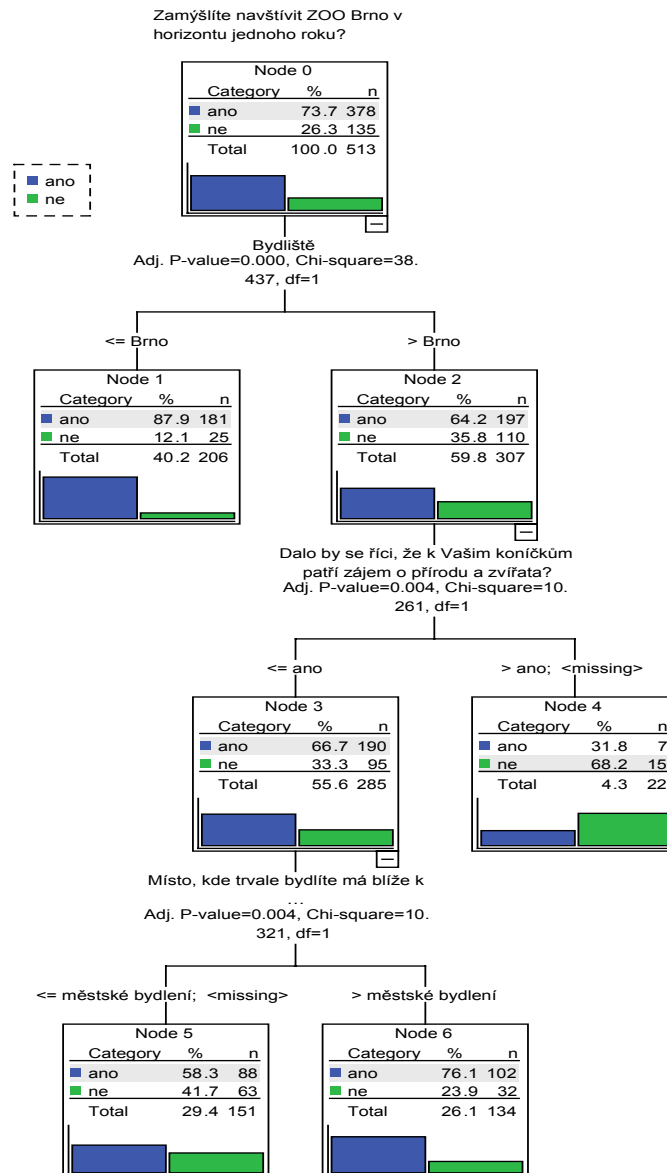 Zamýšlíte navštívit ZOO Brno v
horizontu jednoho roku?
Node 0
Category % n
ano 73.7 378
ne 26.3 135
Total 100.0 513
ano
ne
Bydliště
Adj. P-value=0.000, Chi-square=38.
437, df=1
<= Brno
> Brno
Node 1
Category % n
ano 87.9 181
ne 12.1 25
Total 40.2 206
Node 2
Category % n
ano 64.2 197
ne 35.8 110
Total 59.8 307
Dalo by se říci, že k Vašim koníčkům
patří zájem o přírodu a zvířata?
Adj. P-value=0.004, Chi-square=10.
261, df=1
<= ano
> ano; <missing>
Node 3
Category % n
ano 66.7 190
ne 33.3 95
Total 55.6 285
Node 4
Category % n
ano 31.8 7
ne 68.2 15
Total 4.3 22
Místo, kde trvale bydlíte má blíže k
...
Adj. P-value=0.004, Chi-square=10.
321, df=1
<= městské bydlení; <missing>
> městské bydlení
Node 5
Category % n
ano 58.3 88
ne 41.7 63
Total 29.4 151
Node 6
Category % n
ano 76.1 102
ne 23.9 32
Total 26.1 134